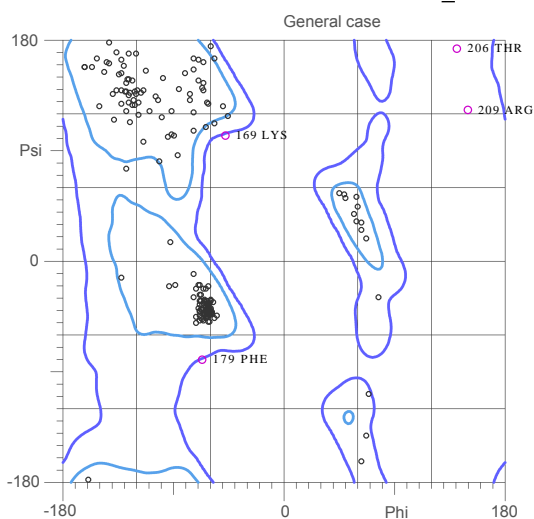 General case
180
206 THR
209 ARG
169 LYS
Psi
0
179 PHE
-180
-180 0 Phi 180